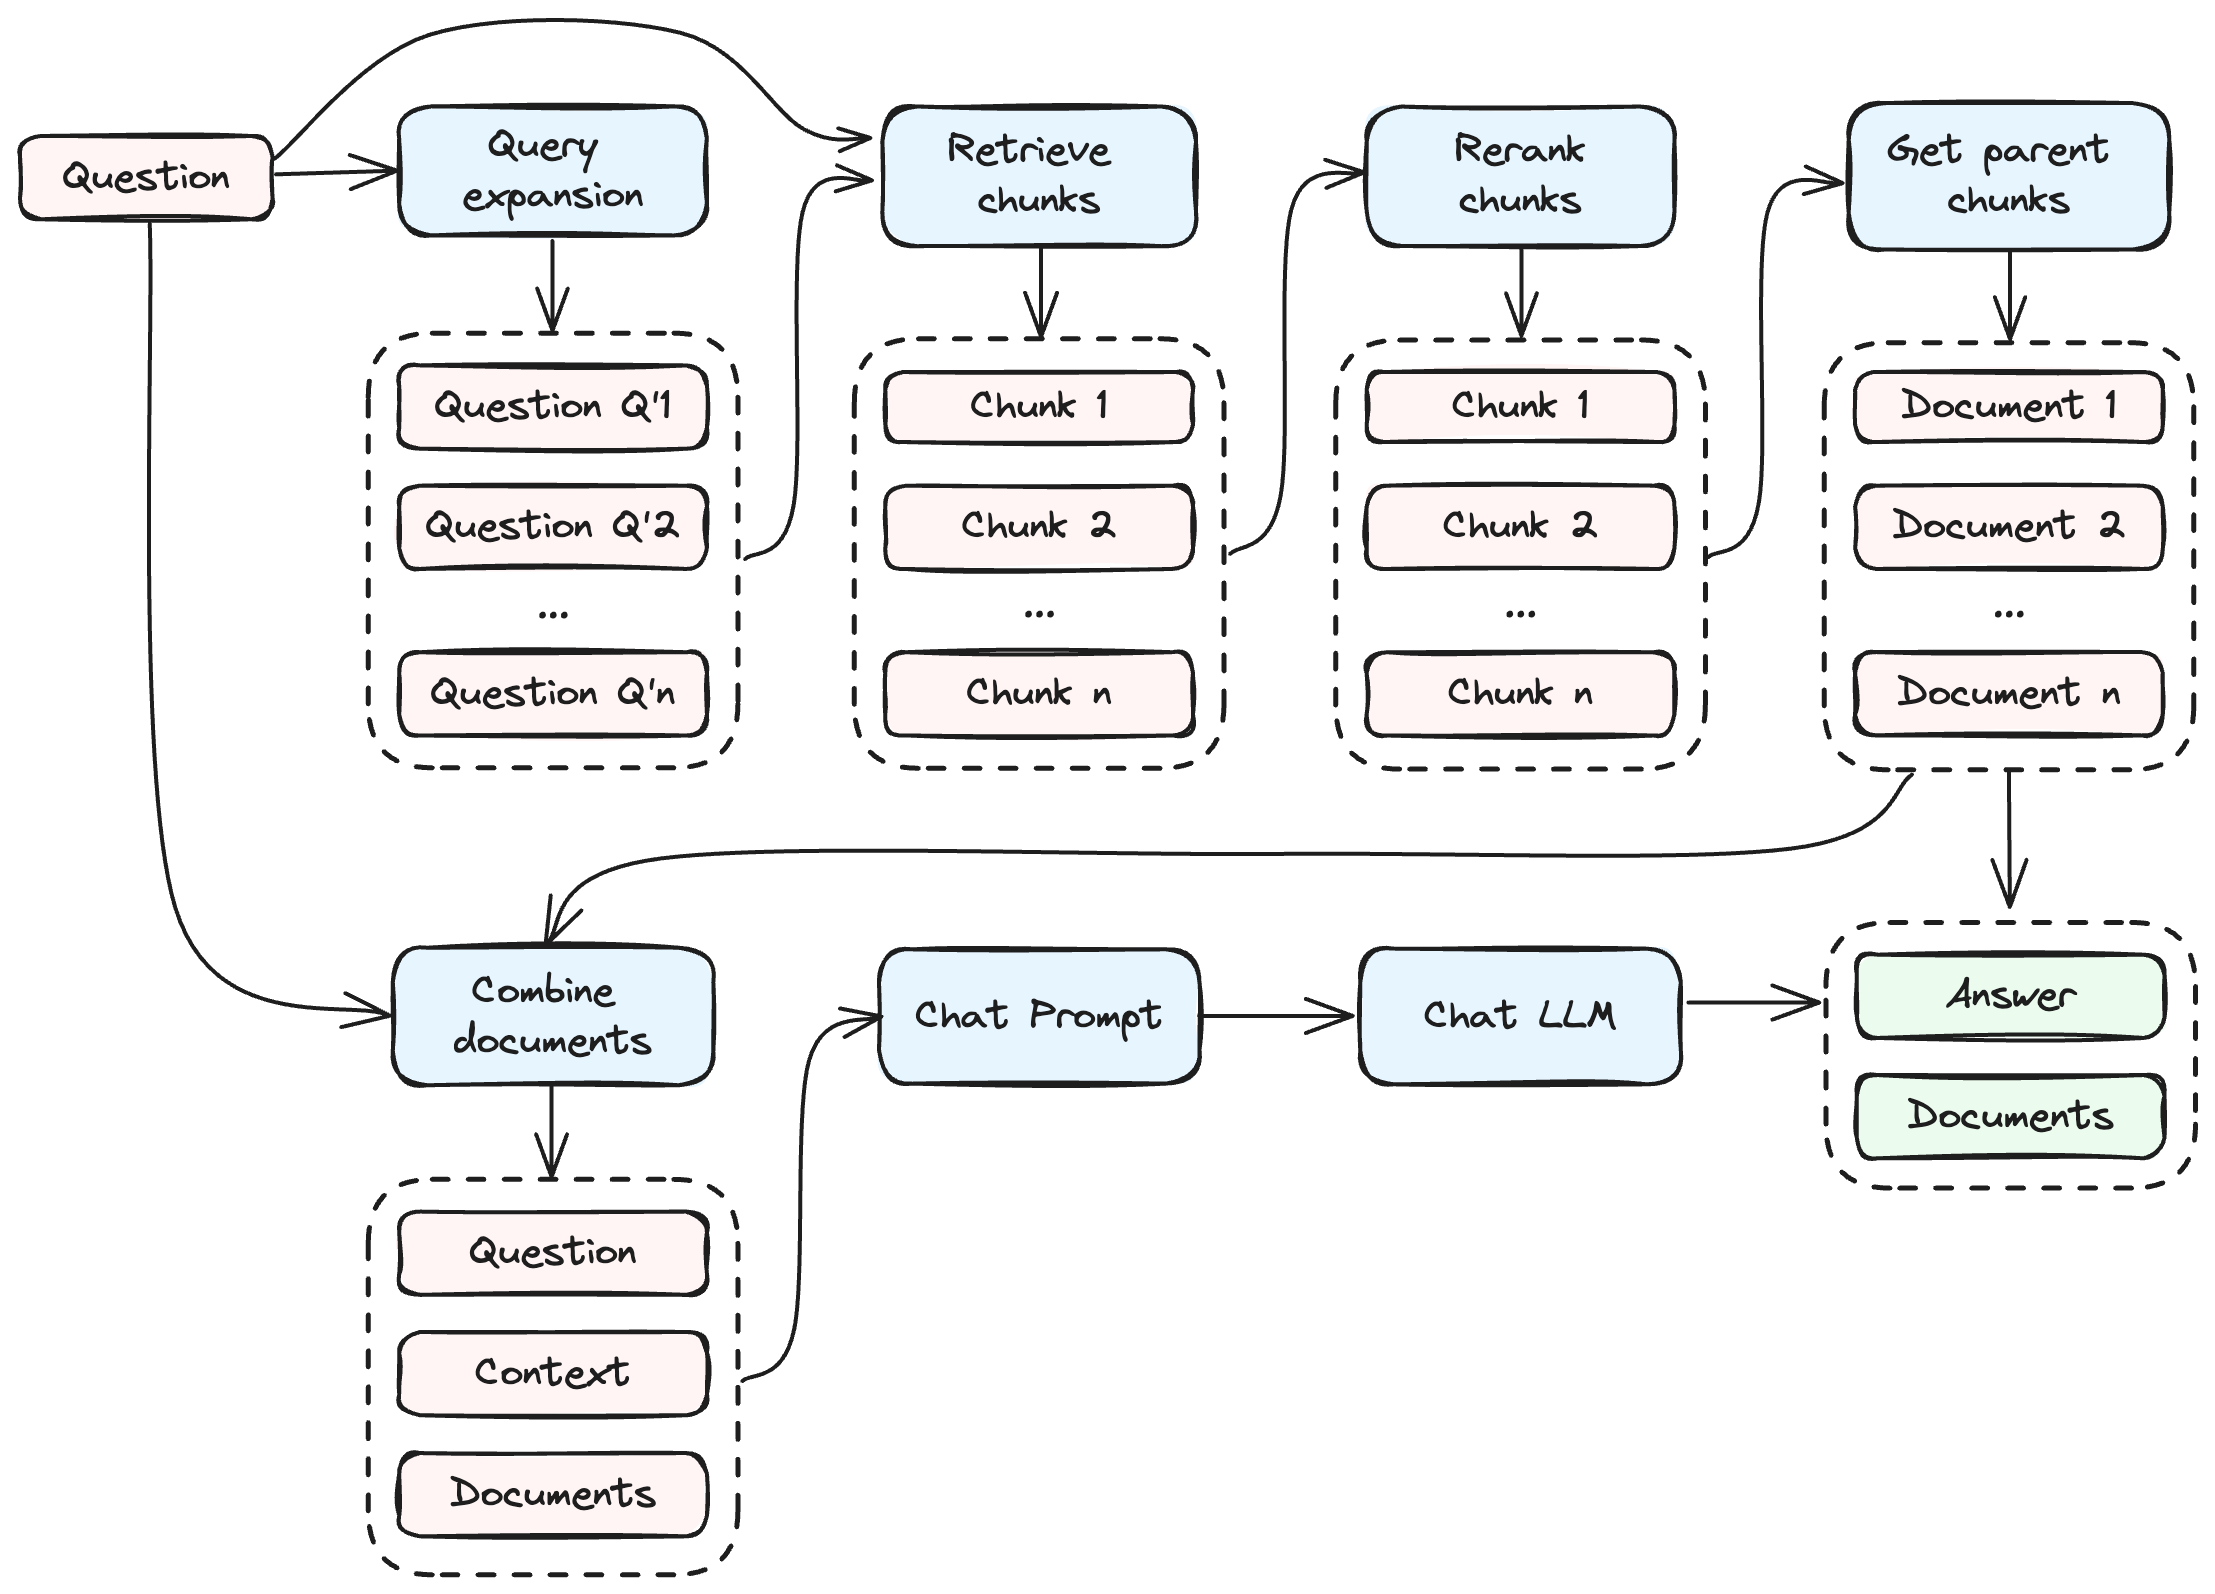 Question
Query
expansion
Retrieve
chunks
Rerank
chunks
Get parent
chunks
Question Q'1
Question Q'2
...
Question Q'n
Chunk 1
Chunk 2
...
Chunk n
Chunk 1
Chunk 2
...
Chunk n
Document 1
Document 2
...
Document n
Combine
documents
Chat Prompt
Chat LLM
Answer
Documents
Question
Context
Documents